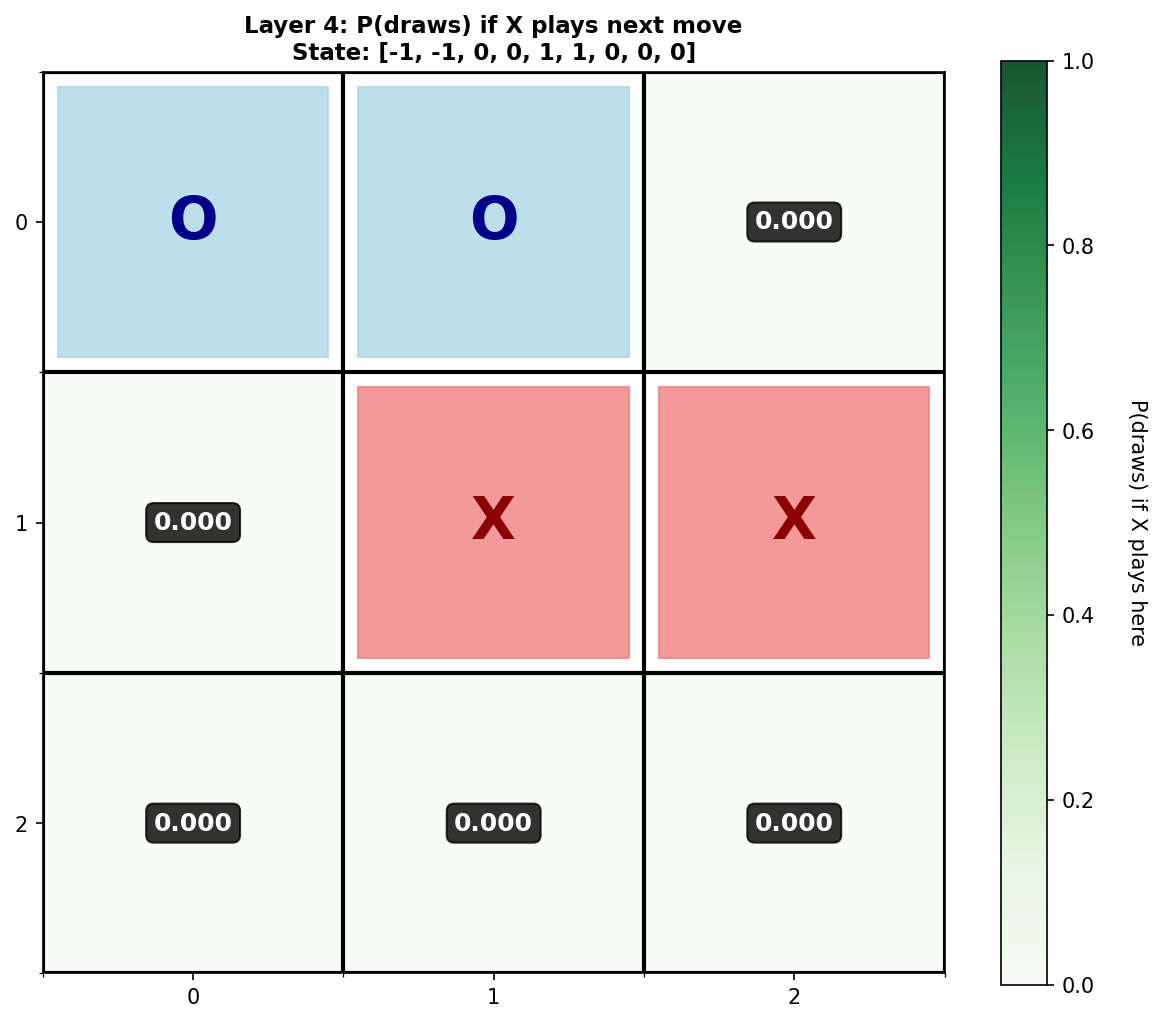 Layer 4: P(draws) if X plays next move
State: [-1, -1, 0, 0, 1, 1, 0, 0, 0]
1.0
0
O
O
0.000
0.8
0.6
P(draws) if X plays here
1
0.000
X
X
0.4
0.2
2
0.000
0.000
0.000
0.0
0
1
2